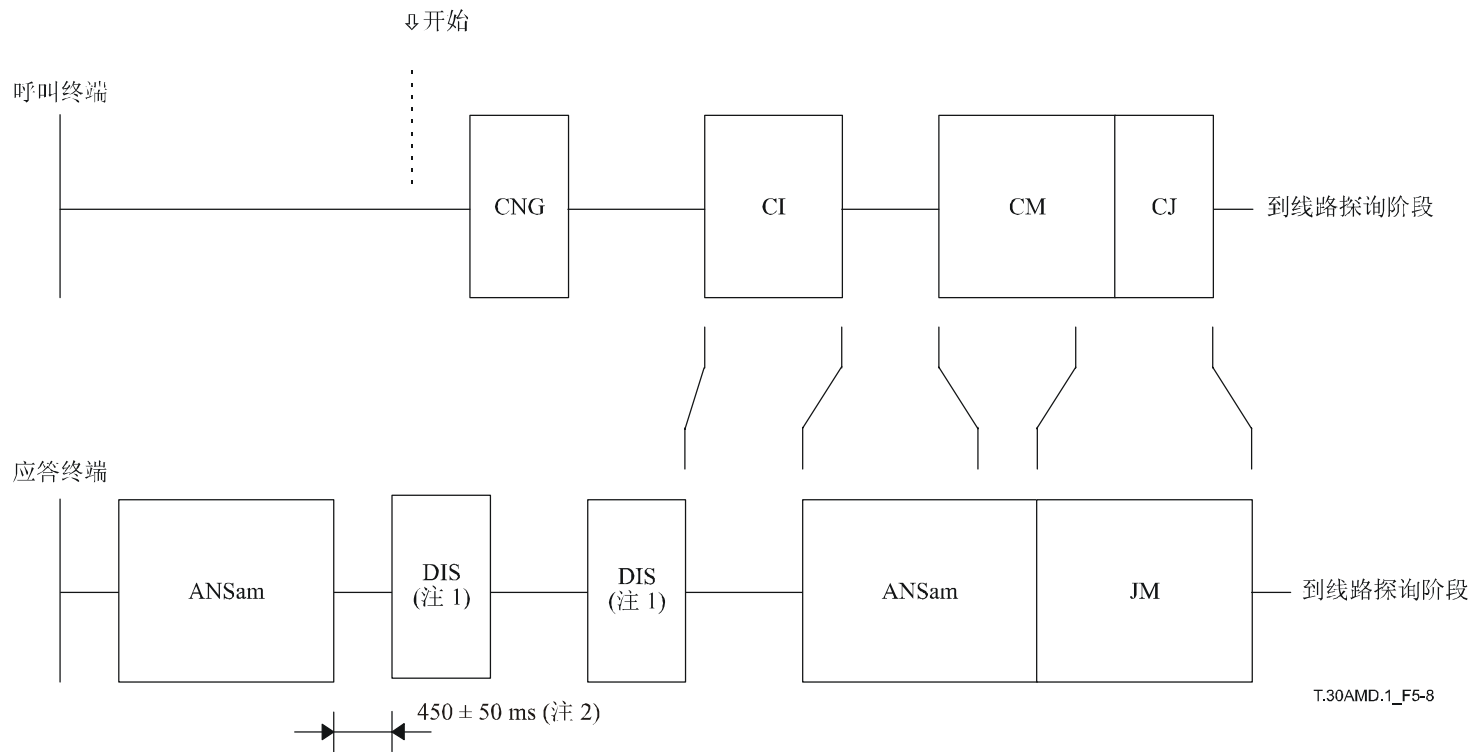 ⇩开始
呼叫终端
CNG
CI
CM
CJ
到线路探询阶段
应答终端
ANSam
DIS
(注 1)
DIS
(注 1)
ANSam
JM
到线路探询阶段
450 ± 50 ms (注 2)
T.30AMD.1_F5-8